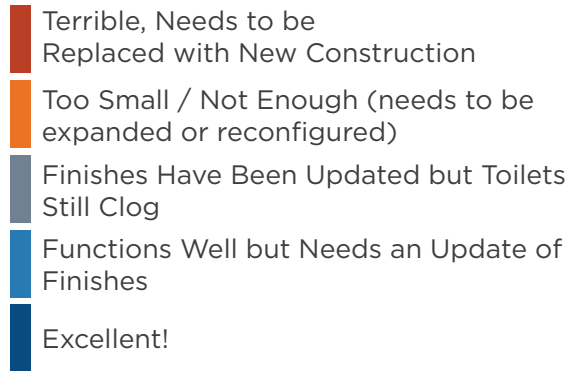 Terrible, Needs to be
Replaced with New Construction
Too Small / Not Enough (needs to be
expanded or reconfigured)
Finishes Have Been Updated but Toilets
Still Clog
Functions Well but Needs an Update of
Finishes
Excellent!